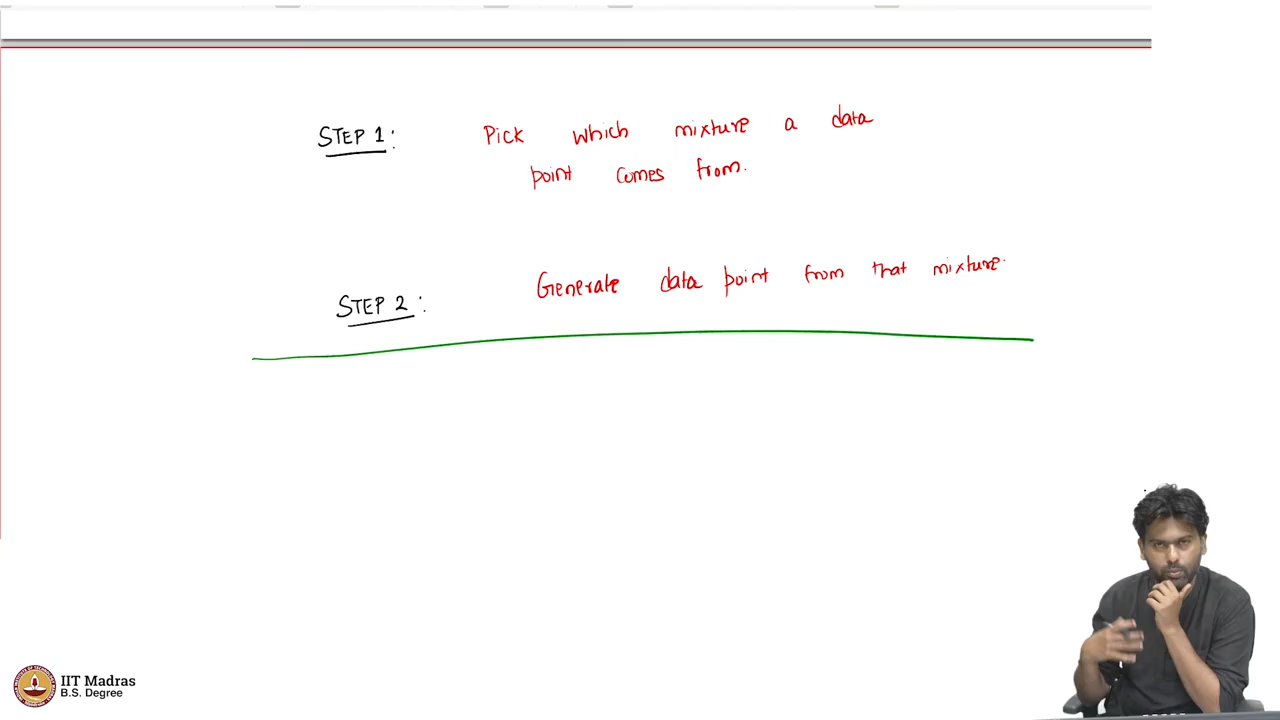 STEP 1: Pick which mixture a data
point comes from.
STEP 2: Generate data point from that mixture.
IIT Madras
B.S. Degree